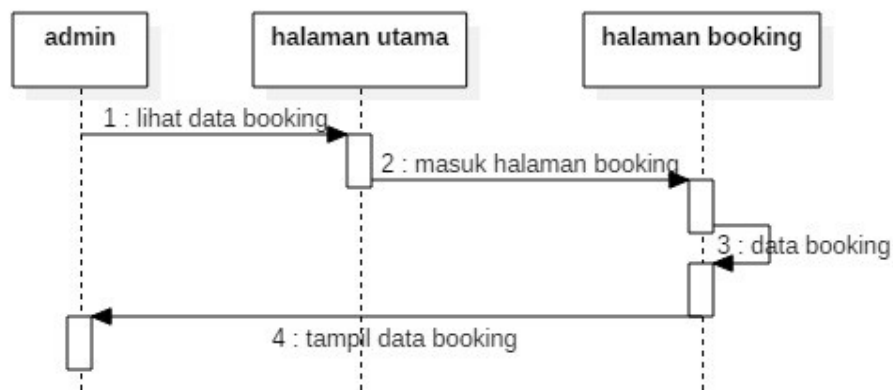 admin
halaman utama
halaman booking
1 : lihat data booking
2 : masuk halaman booking
3 : data booking
4 : tampil data booking